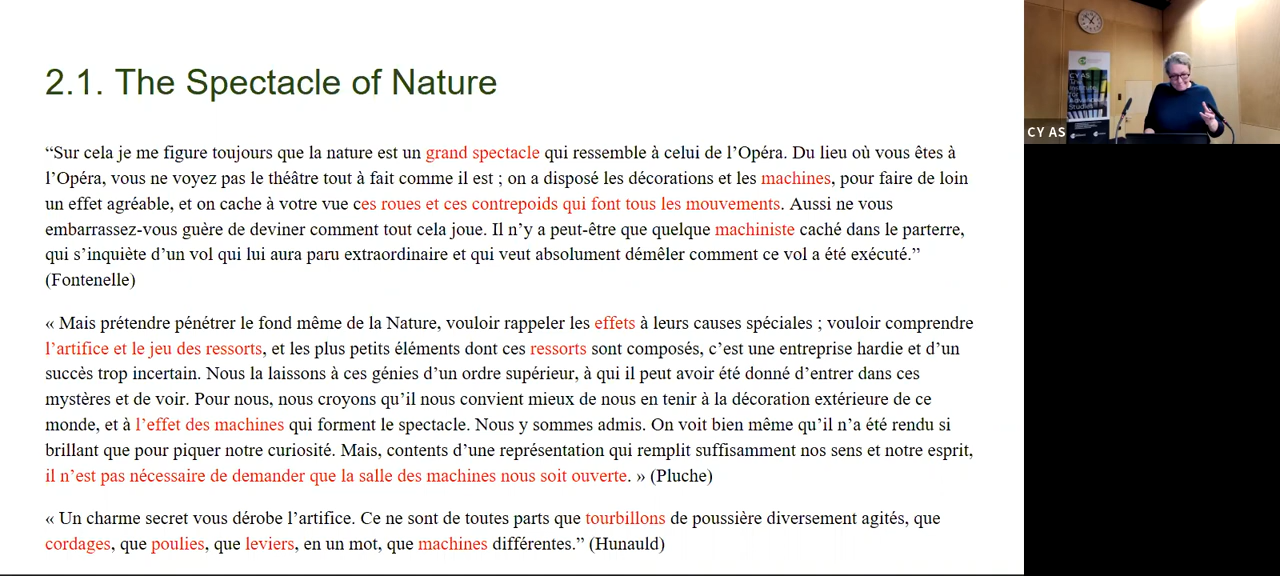 2.1. The Spectacle of Nature
“Sur cela je me figure toujours que la nature est un grand spectacle qui ressemble à celui de l’Opéra. Du lieu où vous êtes à
l’Opéra, vous ne voyez pas le théâtre tout à fait comme il est ; on a disposé les décorations et les machines, pour faire de loin
un effet agréable, et on cache à votre vue ces roues et ces contrepoids qui font tous les mouvements. Aussi ne vous
embarrassez-vous guère de deviner comment tout cela joue. Il n’y a peut-être que quelque machiniste caché dans le parterre,
qui s’inquiète d’un vol qui lui aura paru extraordinaire et qui veut absolument démêler comment ce vol a été exécuté.”
(Fontenelle)
« Mais prétendre pénétrer le fond même de la Nature, vouloir rappeler les effets à leurs causes spéciales ; vouloir comprendre
l’artifice et le jeu des ressorts, et les plus petits éléments dont ces ressorts sont composés, c’est une entreprise hardie et d’un
succès trop incertain. Nous la laissons à ces génies d’un ordre supérieur, à qui il peut avoir été donné d’entrer dans ces
mystères et de voir. Pour nous, nous croyons qu’il nous convient mieux de nous en tenir à la décoration extérieure de ce
monde, et à l’effet des machines qui forment le spectacle. Nous y sommes admis. On voit bien même qu’il n’a été rendu si
brillant que pour piquer notre curiosité. Mais, contents d’une représentation qui remplit suffisamment nos sens et notre esprit,
il n’est pas nécessaire de demander que la salle des machines nous soit ouverte. » (Pluche)
« Un charme secret vous dérobe l’artifice. Ce ne sont de toutes parts que tourbillons de poussière diversement agités, que
cordages, que poulies, que leviers, en un mot, que machines différentes.” (Hunauld)
CY AS
CY AS
The
Institute
for
Advanced
Studies